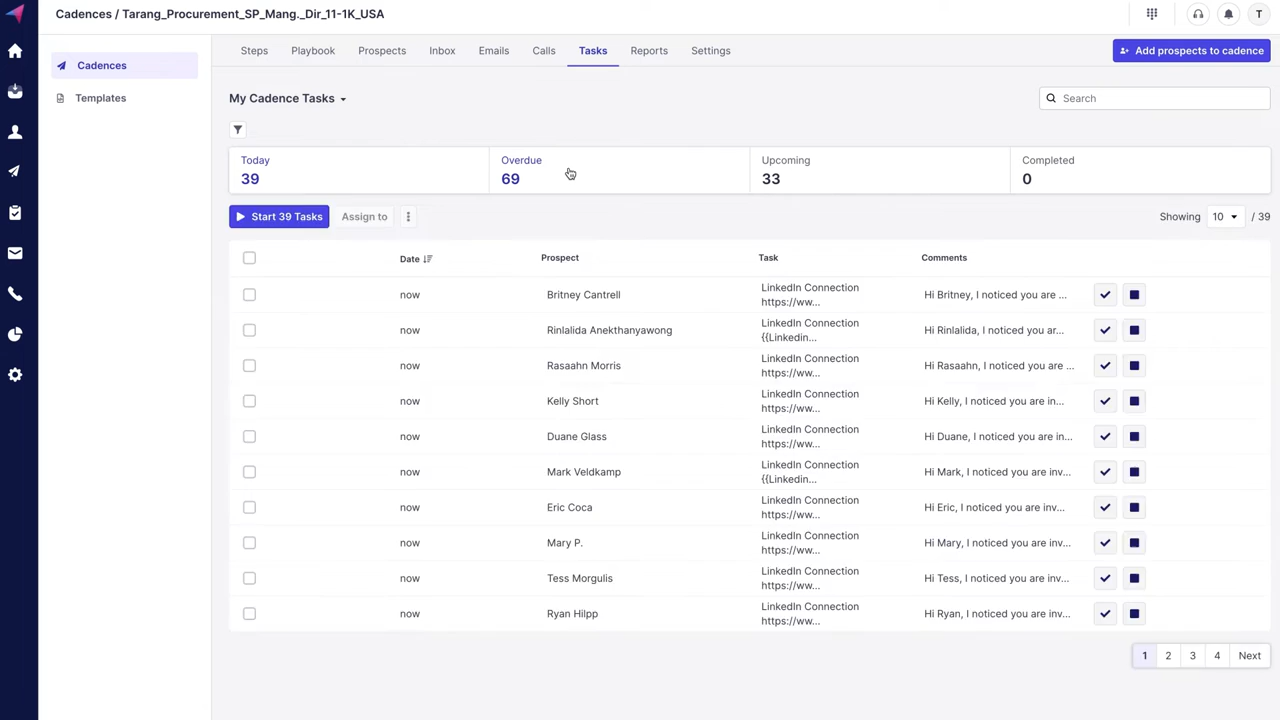 Cadences / Tarang_Procurement_SP_Mang._Dir_11-1K_USA
T
Cadences
Templates
Steps
Playbook
Prospects
Inbox
Emails
Calls
Tasks
Reports
Settings
Add prospects to cadence
My Cadence Tasks
Search
Today
39
Overdue
69
Upcoming
33
Completed
0
Start 39 Tasks
Assign to
Showing 10 / 39
Date Prospect Task Comments
now Britney Cantrell LinkedIn Connection Hi Britney, I noticed you are ...
https://ww...
now Rinlalida Anekthanyawong LinkedIn Connection Hi Rinlalida, I noticed you ar...
{{Linkedin...
now Rasaahn Morris LinkedIn Connection Hi Rasaahn, I noticed you are ...
https://ww...
now Kelly Short LinkedIn Connection Hi Kelly, I noticed you are in...
https://ww...
now Duane Glass LinkedIn Connection Hi Duane, I noticed you are in...
https://ww...
now Mark Veldkamp LinkedIn Connection Hi Mark, I noticed you are inv...
{{Linkedin...
now Eric Coca LinkedIn Connection Hi Eric, I noticed you are inv...
https://ww...
now Mary P. LinkedIn Connection Hi Mary, I noticed you are inv...
https://ww...
now Tess Morgulis LinkedIn Connection Hi Tess, I noticed you are inv...
https://ww...
now Ryan Hilpp LinkedIn Connection Hi Ryan, I noticed you are inv...
https://ww...
1 2 3 4 Next